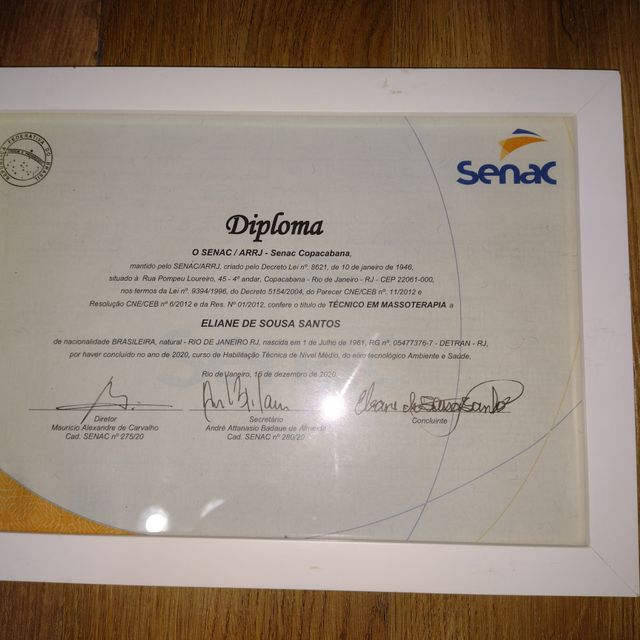 Senac
Diploma
O SENAC / ARRJ - Senac Copacabana,
mantido pelo SENAC/ARRJ, criado pelo Decreto Lei nº. 8621, de 10 de janeiro de 1946,
situado à Rua Pompeu Loureiro, 45 - 4º andar, Copacabana - Rio de Janeiro - RJ - CEP 22061-000,
nos termos da Lei nº. 9394/1996, do Decreto 5154/2004, do Parecer CNE/CEB nº. 11/2012 e
Resolução CNE/CEB nº 6/2012 e da Res. Nº 01/2012, confere o título de TÉCNICO EM MASSOTERAPIA a
ELIANE DE SOUSA SANTOS
de nacionalidade BRASILEIRA, natural - RIO DE JANEIRO RJ, nascida em 1 de Julho de 1961, RG nº. 05477376-7 - DETRAN - RJ,
por haver concluído no ano de 2020, curso de Habilitação Técnica de Nível Médio, do eixo tecnológico Ambiente e Saúde,
Rio de Janeiro, 15 de dezembro de 2020.
Eliane de Sousa Santos
Diretor
Maurício Alexandre de Carvalho
Cad. SENAC nº 275/20
Secretário
André Attanasio Badaue de Almeida
Cad. SENAC nº 280/20
Concluinte